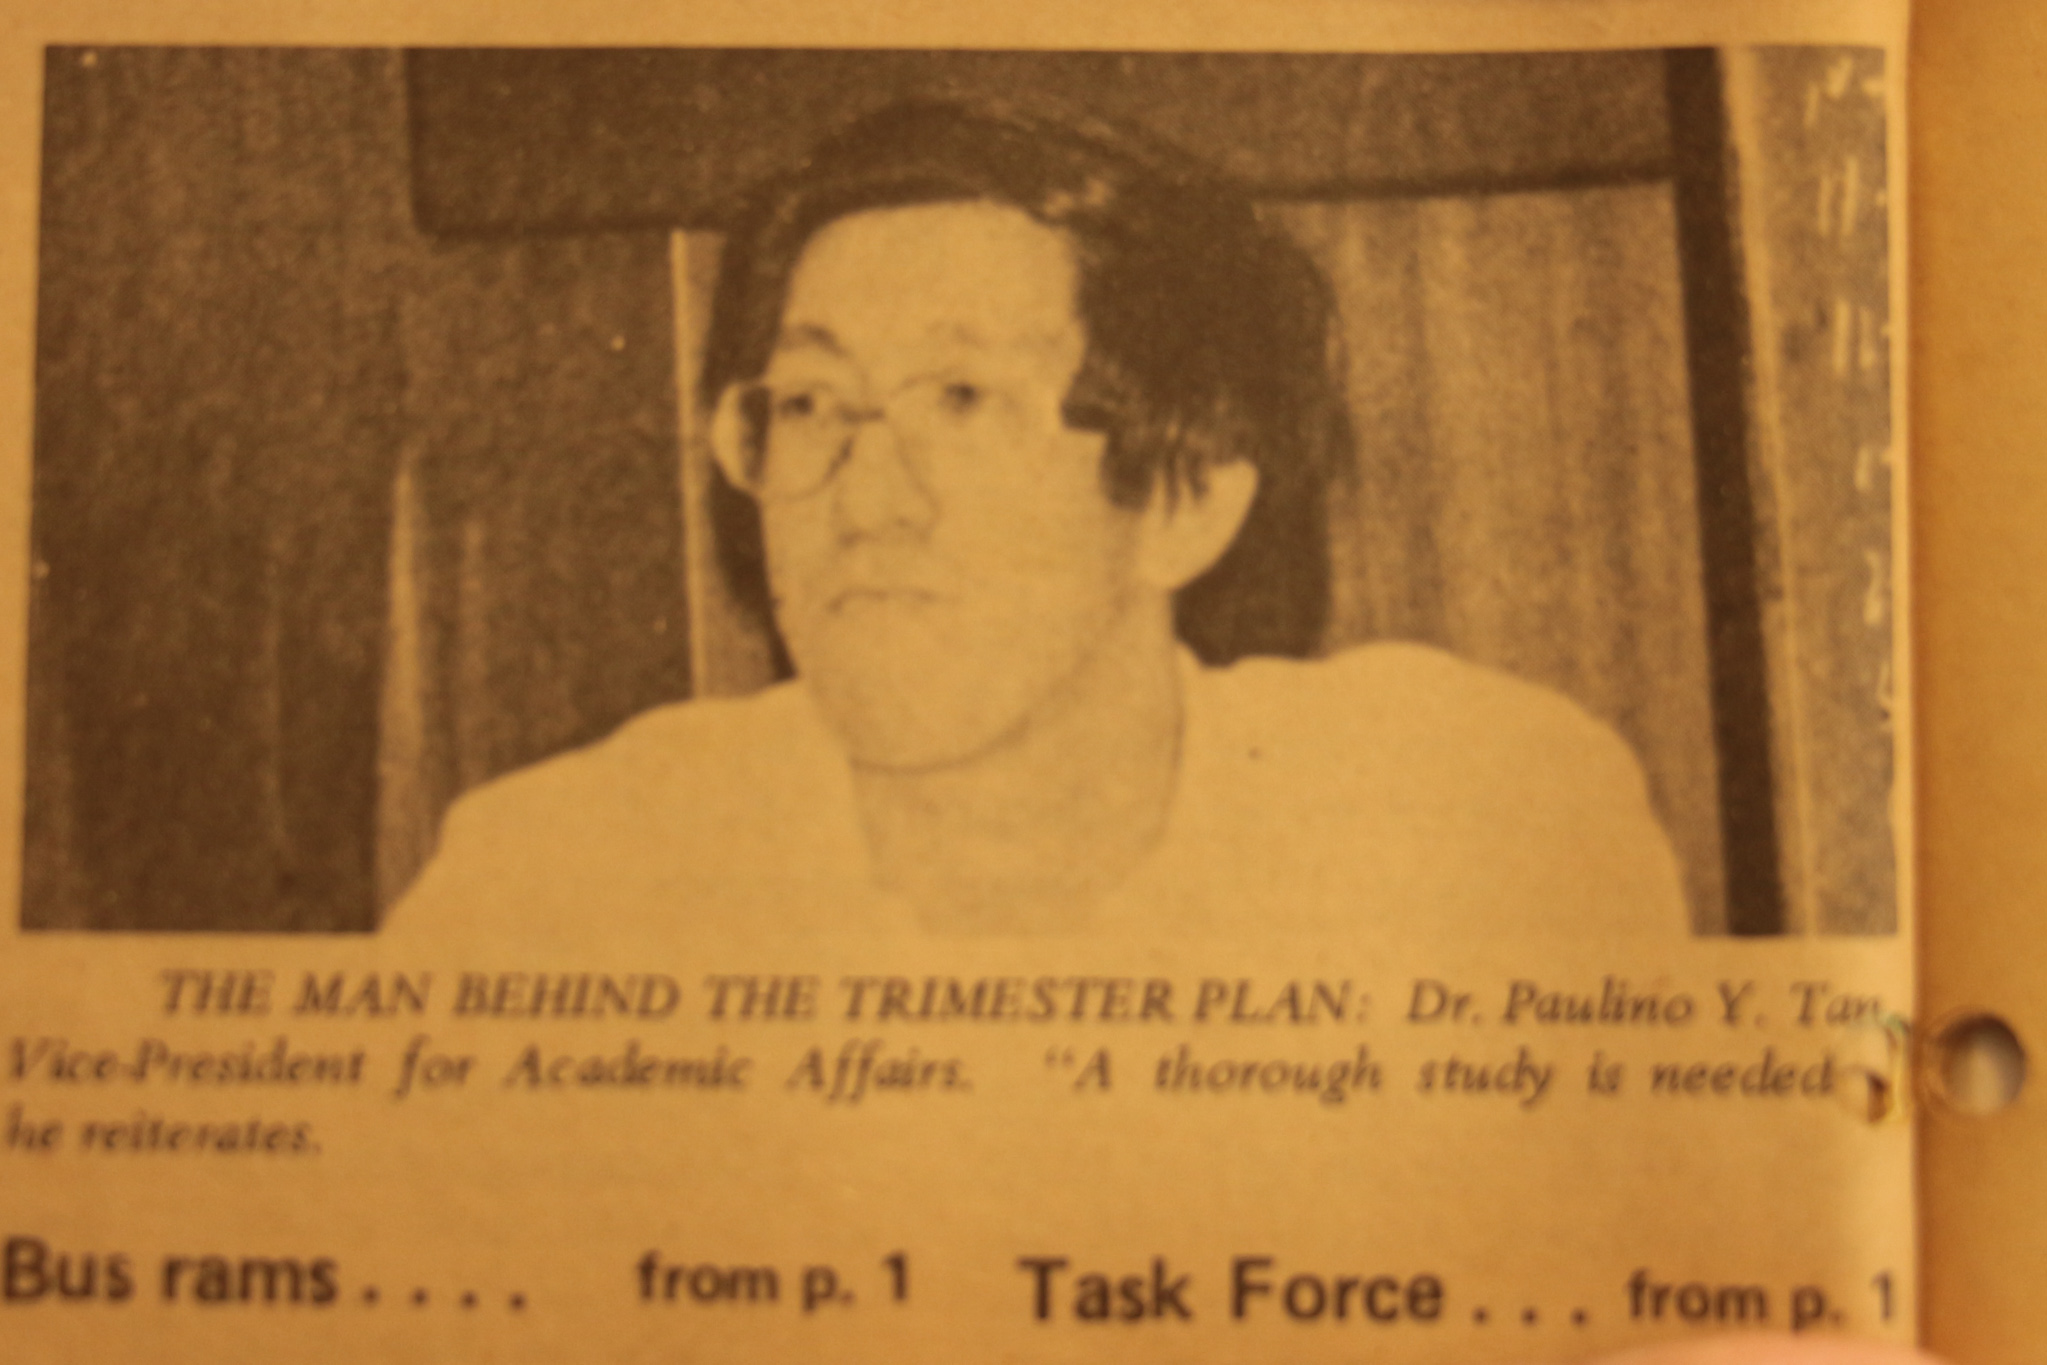 THE MAN BEHIND THE TRIMESTER PLAN: Dr. Paulino Y. Tan
Vice-President for Academic Affairs. “A thorough study is needed
he reiterates.
Bus rams.... from p. 1
Task Force... from p. 1